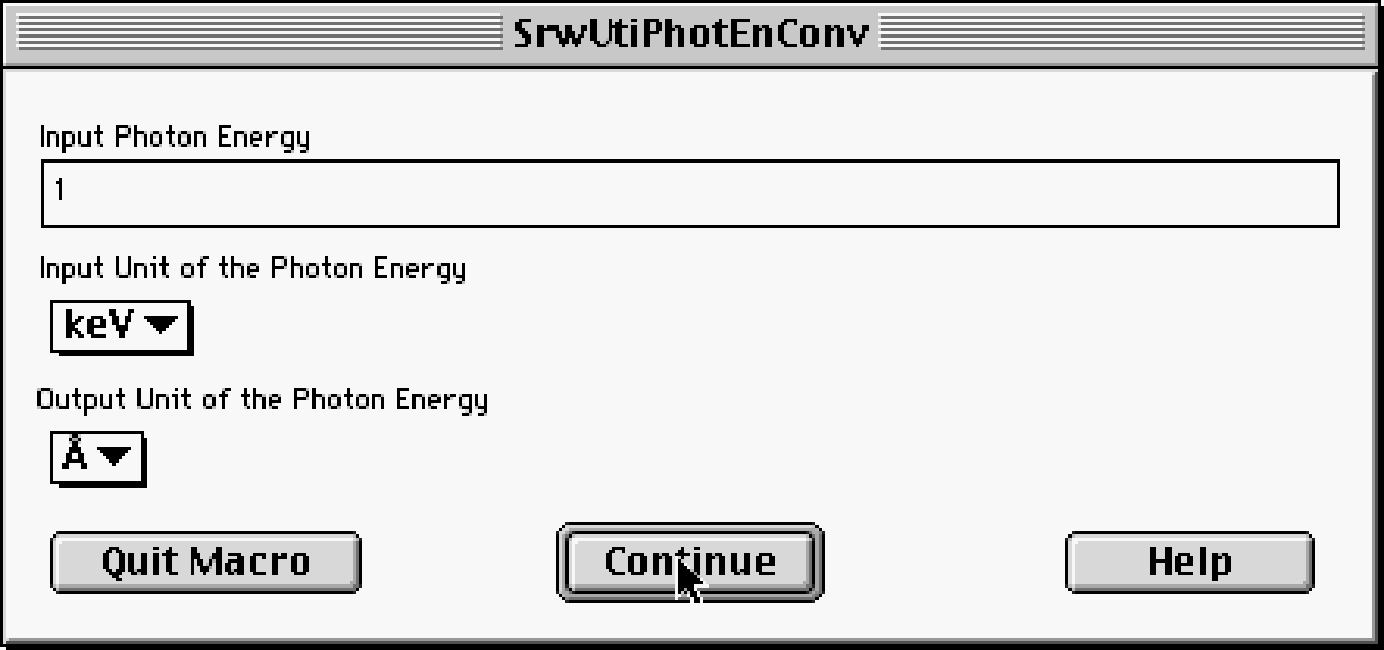 SrwUtiPhotEnConv
Input Photon Energy
1
Input Unit of the Photon Energy
keV
Output Unit of the Photon Energy
Å
Quit Macro
Continue
Help